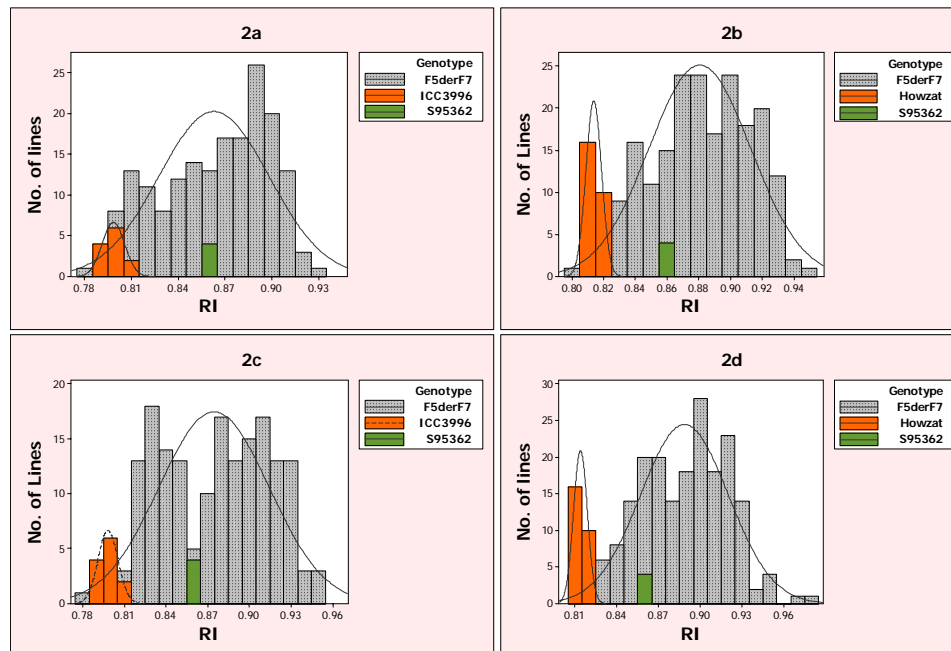 2a
No. of lines
25
20
15
10
5
0
0.78 0.81 0.84 0.87 0.90 0.93
RI
Genotype
F5derF7
ICC3996
S95362
2b
No. of Lines
25
20
15
10
5
0
0.80 0.82 0.84 0.86 0.88 0.90 0.92 0.94
RI
Genotype
F5derF7
Howzat
S95362
2c
No. of Lines
20
15
10
5
0
0.78 0.81 0.84 0.87 0.90 0.93 0.96
RI
Genotype
F5derF7
ICC3996
S95362
2d
No. of lines
30
25
20
15
10
5
0
0.81 0.84 0.87 0.90 0.93 0.96
RI
Genotype
F5derF7
Howzat
S95362